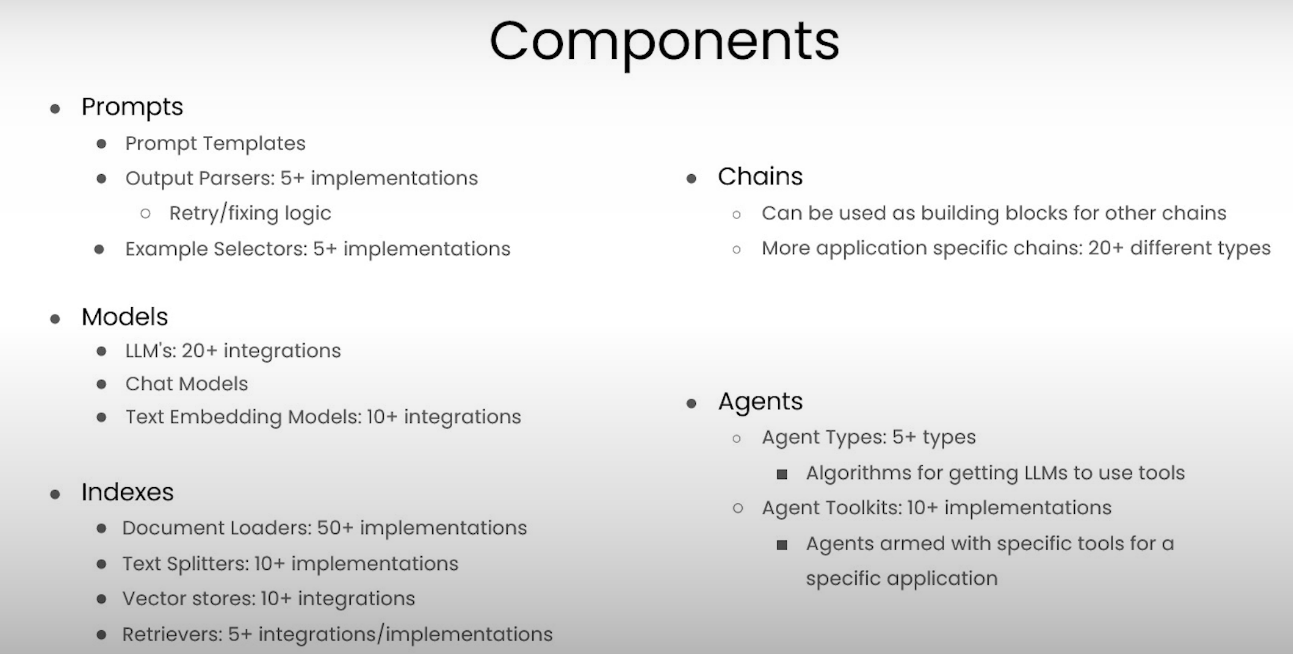 Components
Prompts
Prompt Templates
Output Parsers: 5+ implementations
Retry/fixing logic
Example Selectors: 5+ implementations
Models
LLM's: 20+ integrations
Chat Models
Text Embedding Models: 10+ integrations
Indexes
Document Loaders: 50+ implementations
Text Splitters: 10+ implementations
Vector stores: 10+ integrations
Retrievers: 5+ integrations/implementations
Chains
Can be used as building blocks for other chains
More application specific chains: 20+ different types
Agents
Agent Types: 5+ types
Algorithms for getting LLMs to use tools
Agent Toolkits: 10+ implementations
Agents armed with specific tools for a
specific application